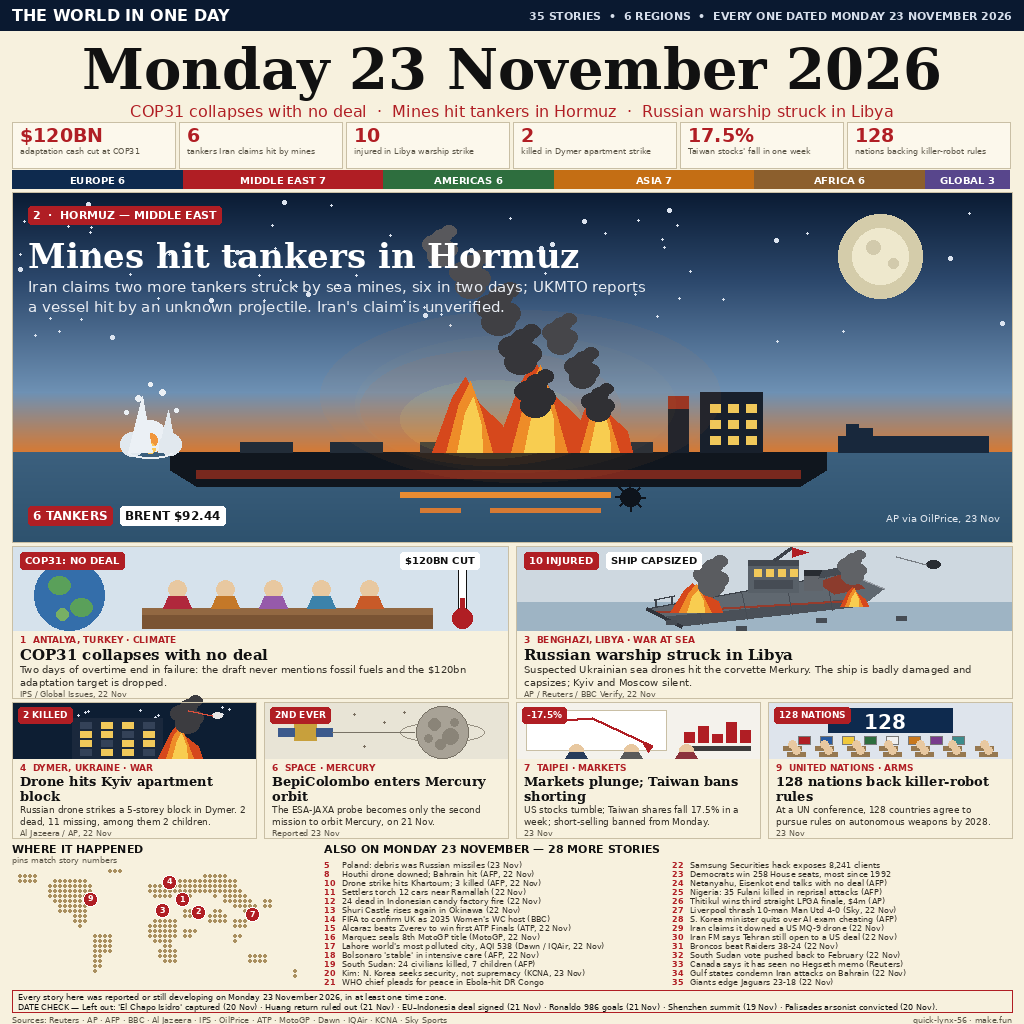 THE WORLD IN ONE DAY
35 STORIES • 6 REGIONS • EVERY ONE DATED MONDAY 23 NOVEMBER 2026
Monday 23 November 2026
COP31 collapses with no deal · Mines hit tankers in Hormuz · Russian warship struck in Libya
$120BN
adaptation cash cut at COP31
6
tankers Iran claims hit by mines
10
injured in Libya warship strike
2
killed in Dymer apartment strike
17.5%
Taiwan stocks' fall in one week
128
nations backing killer-robot rules
EUROPE 6
MIDDLE EAST 7
AMERICAS 6
ASIA 7
AFRICA 6
GLOBAL 3
2 · HORMUZ — MIDDLE EAST
Mines hit tankers in Hormuz
Iran claims two more tankers struck by sea mines, six in two days; UKMTO reports
a vessel hit by an unknown projectile. Iran's claim is unverified.
6 TANKERS
BRENT $92.44
AP via OilPrice, 23 Nov
COP31: NO DEAL
$120BN CUT
1 ANTALYA, TURKEY · CLIMATE
COP31 collapses with no deal
Two days of overtime end in failure: the draft never mentions fossil fuels and the $120bn
adaptation target is dropped.
IPS / Global Issues, 22 Nov
10 INJURED
SHIP CAPSIZED
3 BENGHAZI, LIBYA · WAR AT SEA
Russian warship struck in Libya
Suspected Ukrainian sea drones hit the corvette Merkury. The ship is badly damaged and
capsizes; Kyiv and Moscow silent.
AP / Reuters / BBC Verify, 22 Nov
2 KILLED
4 DYMER, UKRAINE · WAR
Drone hits Kyiv apartment
block
Russian drone strikes a 5-storey block in Dymer. 2
dead, 11 missing, among them 2 children.
Al Jazeera / AP, 22 Nov
2ND EVER
6 SPACE · MERCURY
BepiColombo enters Mercury
orbit
The ESA-JAXA probe becomes only the second
mission to orbit Mercury, on 21 Nov.
Reported 23 Nov
-17.5%
7 TAIPEI · MARKETS
Markets plunge; Taiwan bans
shorting
US stocks tumble; Taiwan shares fall 17.5% in a
week; short-selling banned from Monday.
23 Nov
128 NATIONS
128
9 UNITED NATIONS · ARMS
128 nations back killer-robot
rules
At a UN conference, 128 countries agree to
pursue rules on autonomous weapons by 2028.
23 Nov
WHERE IT HAPPENED
pins match story numbers
4
9
1
3
2
7
ALSO ON MONDAY 23 NOVEMBER — 28 MORE STORIES
5 Poland: debris was Russian missiles (23 Nov)
8 Houthi drone downed; Bahrain hit (AFP, 22 Nov)
10 Drone strike hits Khartoum; 3 killed (AFP, 22 Nov)
11 Settlers torch 12 cars near Ramallah (22 Nov)
12 24 dead in Indonesian candy factory fire (22 Nov)
13 Shuri Castle rises again in Okinawa (22 Nov)
14 FIFA to confirm UK as 2035 Women's WC host (BBC)
15 Alcaraz beats Zverev to win first ATP Finals (ATP, 22 Nov)
16 Marquez seals 8th MotoGP title (MotoGP, 22 Nov)
17 Lahore world's most polluted city, AQI 538 (Dawn / IQAir, 22 Nov)
18 Bolsonaro 'stable' in intensive care (AFP, 22 Nov)
19 South Sudan: 24 civilians killed, 7 children (AFP)
20 Kim: N. Korea seeks security, not supremacy (KCNA, 23 Nov)
21 WHO chief pleads for peace in Ebola-hit DR Congo
22 Samsung Securities hack exposes 8,241 clients
23 Democrats win 258 House seats, most since 1992
24 Netanyahu, Eisenkot end talks with no deal (AFP)
25 Nigeria: 35 Fulani killed in reprisal attacks (AFP)
26 Thitikul wins third straight LPGA finale, $4m (AP)
27 Liverpool thrash 10-man Man Utd 4-0 (Sky, 22 Nov)
28 S. Korea minister quits over AI exam cheating (AFP)
29 Iran claims it downed a US MQ-9 drone (22 Nov)
30 Iran FM says Tehran still open to a US deal (22 Nov)
31 Broncos beat Raiders 38-24 (22 Nov)
32 South Sudan vote pushed back to February (22 Nov)
33 Canada says it has seen no Hegseth memo (Reuters)
34 Gulf states condemn Iran attacks on Bahrain (22 Nov)
35 Giants edge Jaguars 23-18 (22 Nov)
Every story here was reported or still developing on Monday 23 November 2026, in at least one time zone.
DATE CHECK — Left out: 'El Chapo Isidro' captured (20 Nov) · Huang return ruled out (21 Nov) · EU–Indonesia deal signed (21 Nov) · Ronaldo 986 goals (21 Nov) · Shenzhen summit (19 Nov) · Palisades arsonist convicted (20 Nov).
Sources: Reuters · AP · AFP · BBC · Al Jazeera · IPS · OilPrice · ATP · MotoGP · Dawn · IQAir · KCNA · Sky Sports
quick-lynx-56 · make.fun